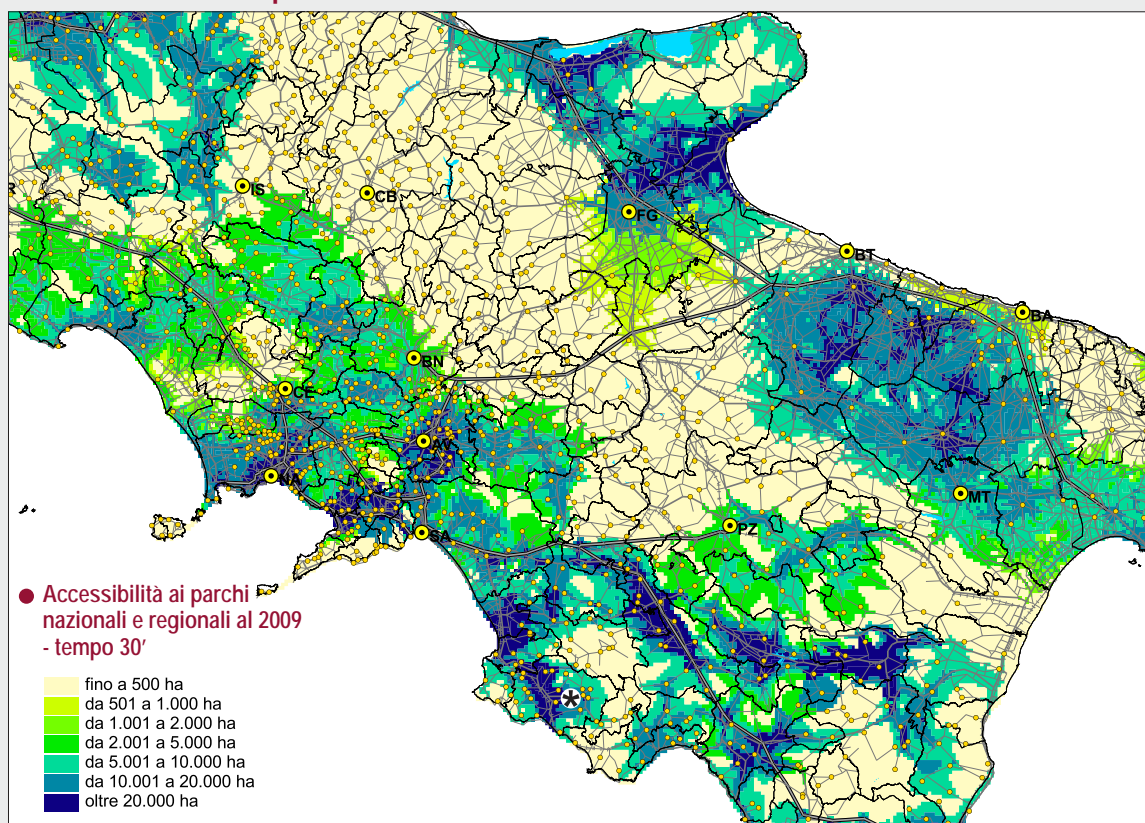 IS
CB
FG
BT
BA
BN
CE
AV
NA
MT
PZ
SA
Accessibilità ai parchi
nazionali e regionali al 2009
- tempo 30'
fino a 500 ha
da 501 a 1.000 ha
da 1.001 a 2.000 ha
da 2.001 a 5.000 ha
da 5.001 a 10.000 ha
da 10.001 a 20.000 ha
oltre 20.000 ha